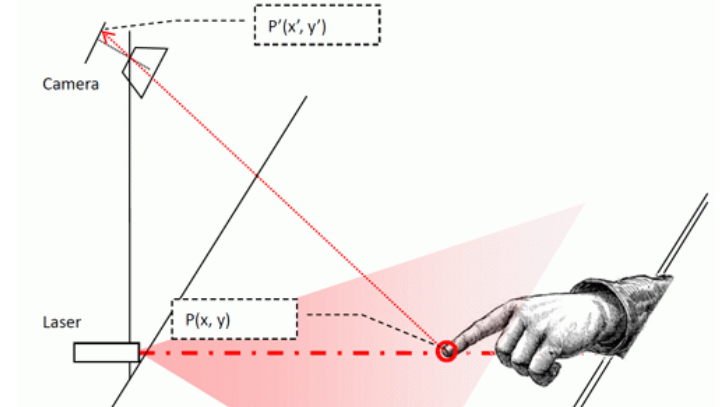 P’(x’, y’)
Camera
Laser
P(x, y)